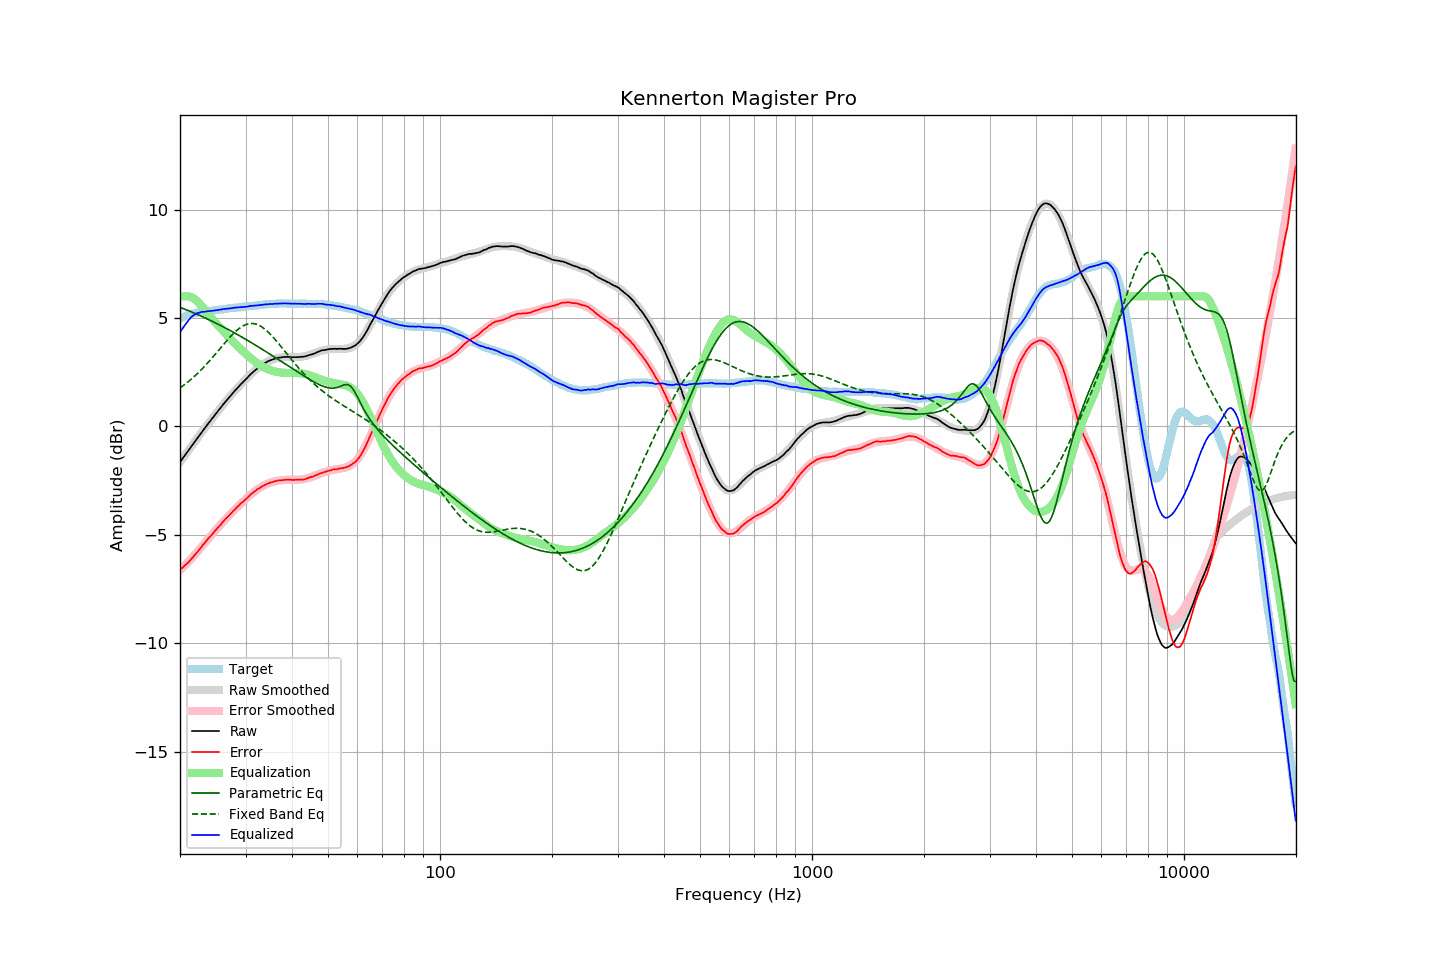 Kennerton Magister Pro
Amplitude (dBr)
10
5
0
−5
−10
−15
Target
Raw Smoothed
Error Smoothed
Raw
Error
Equalization
Parametric Eq
Fixed Band Eq
Equalized
100
1000
10000
Frequency (Hz)